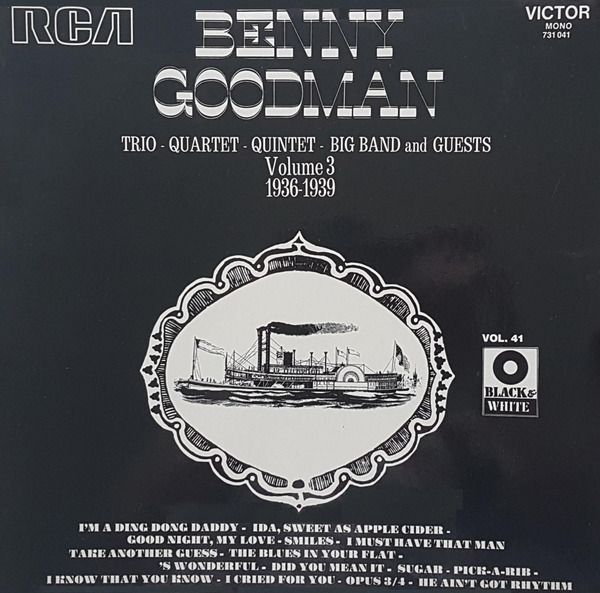 RCA
VICTOR
MONO
731 041
BENNY
GOODMAN
TRIO - QUARTET - QUINTET - BIG BAND and GUESTS
Volume 3
1936-1939
VOL. 41
BLACK &
WHITE
I'M A DING DONG DADDY - IDA, SWEET AS APPLE CIDER -
GOOD NIGHT, MY LOVE - SMILES - I MUST HAVE THAT MAN
TAKE ANOTHER GUESS - THE BLUES IN YOUR FLAT -
'S WONDERFUL - DID YOU MEAN IT - SUGAR - PICK-A-RIB -
I KNOW THAT YOU KNOW - I CRIED FOR YOU - OPUS 3/4 - HE AIN'T GOT RHYTHM